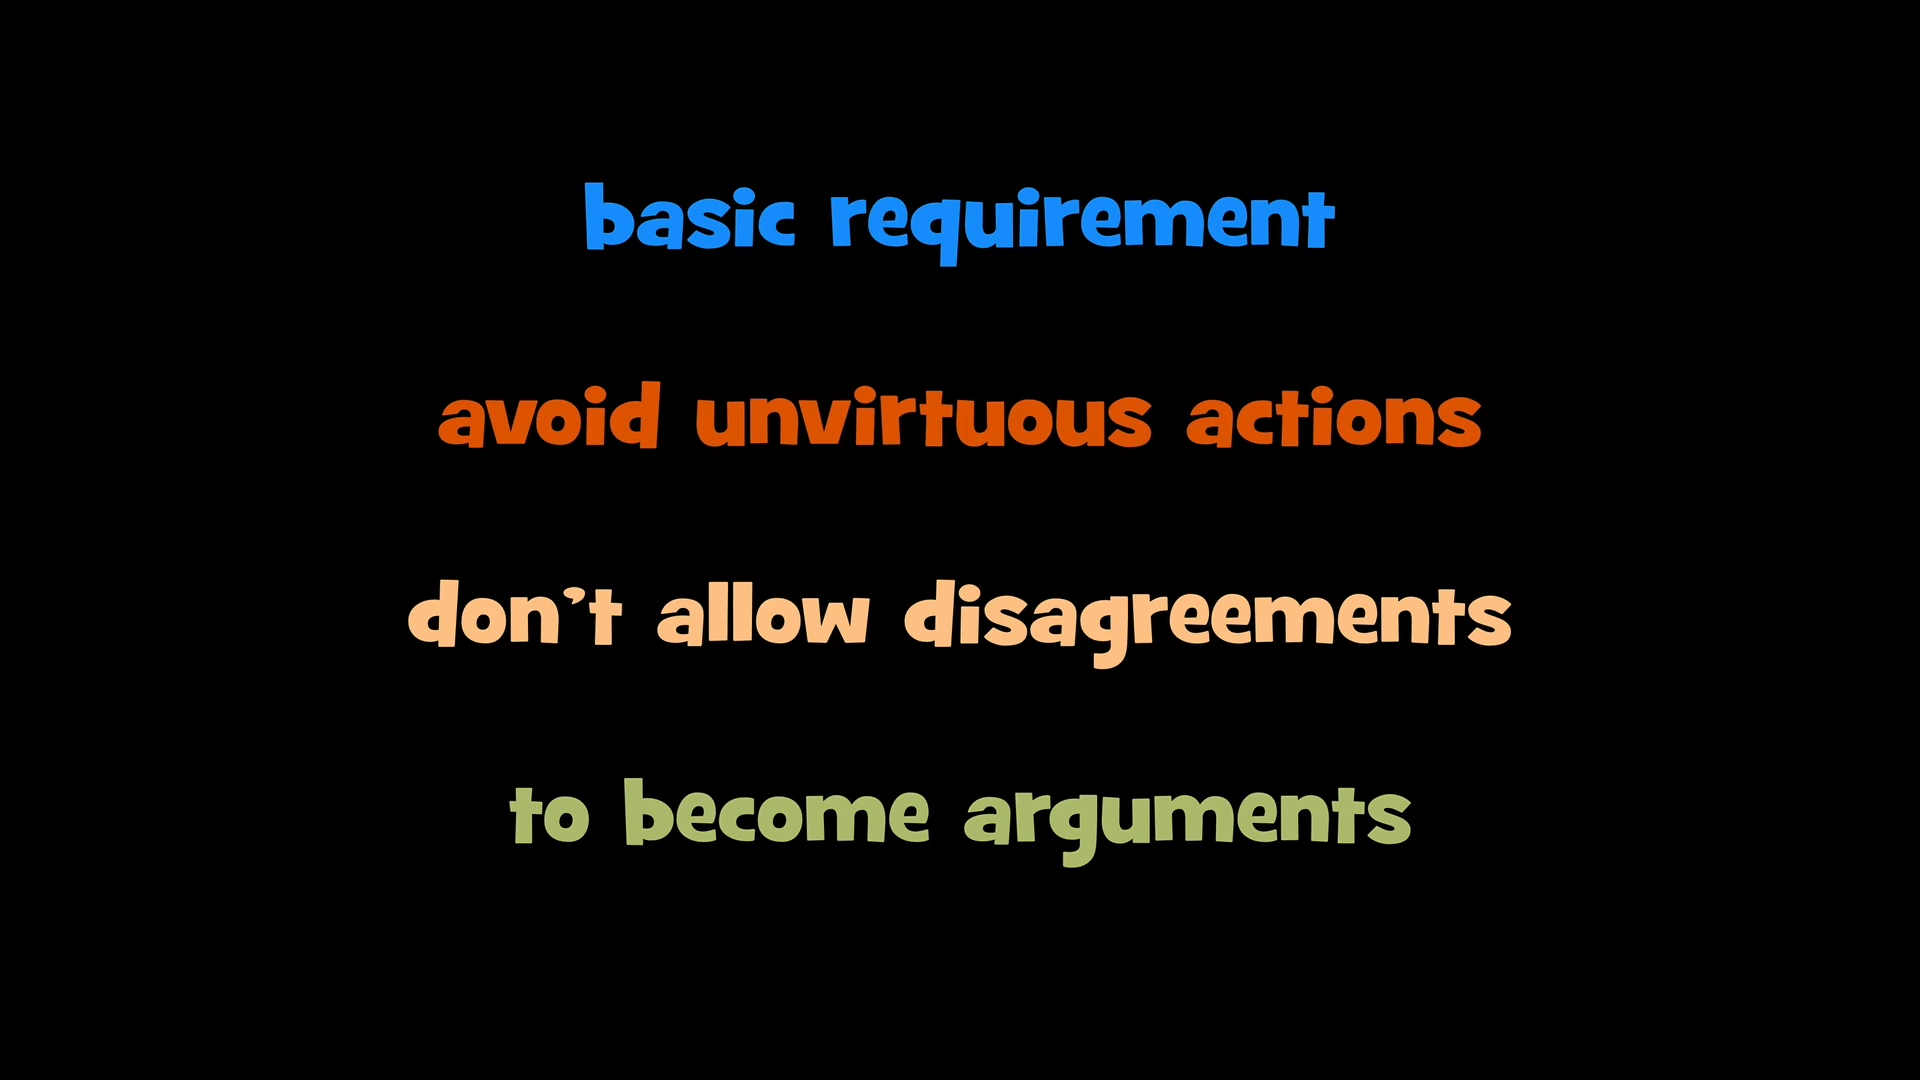 basic requirement
avoid unvirtuous actions
don't allow disagreements
to become arguments